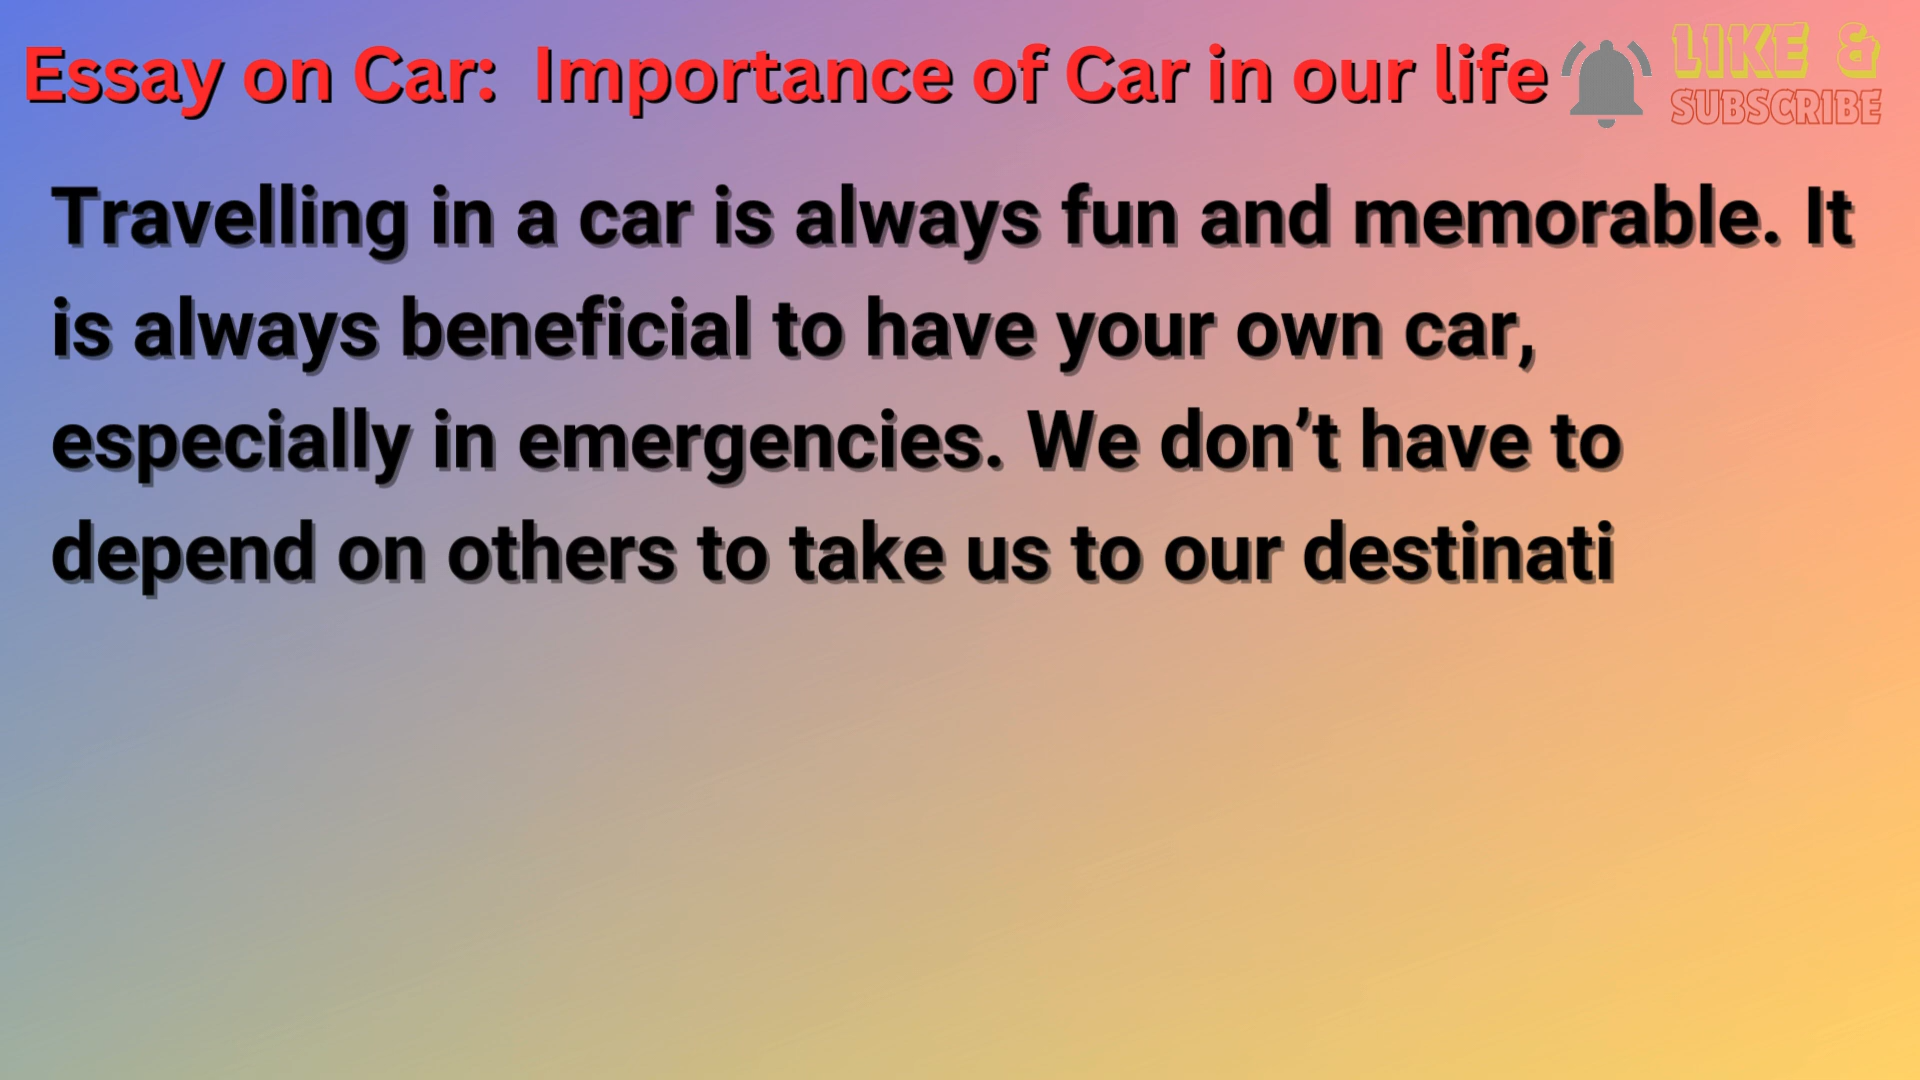 Essay on Car: Importance of Car in our life
LIKE &
SUBSCRIBE
Travelling in a car is always fun and memorable. It
is always beneficial to have your own car,
especially in emergencies. We don’t have to
depend on others to take us to our destinati